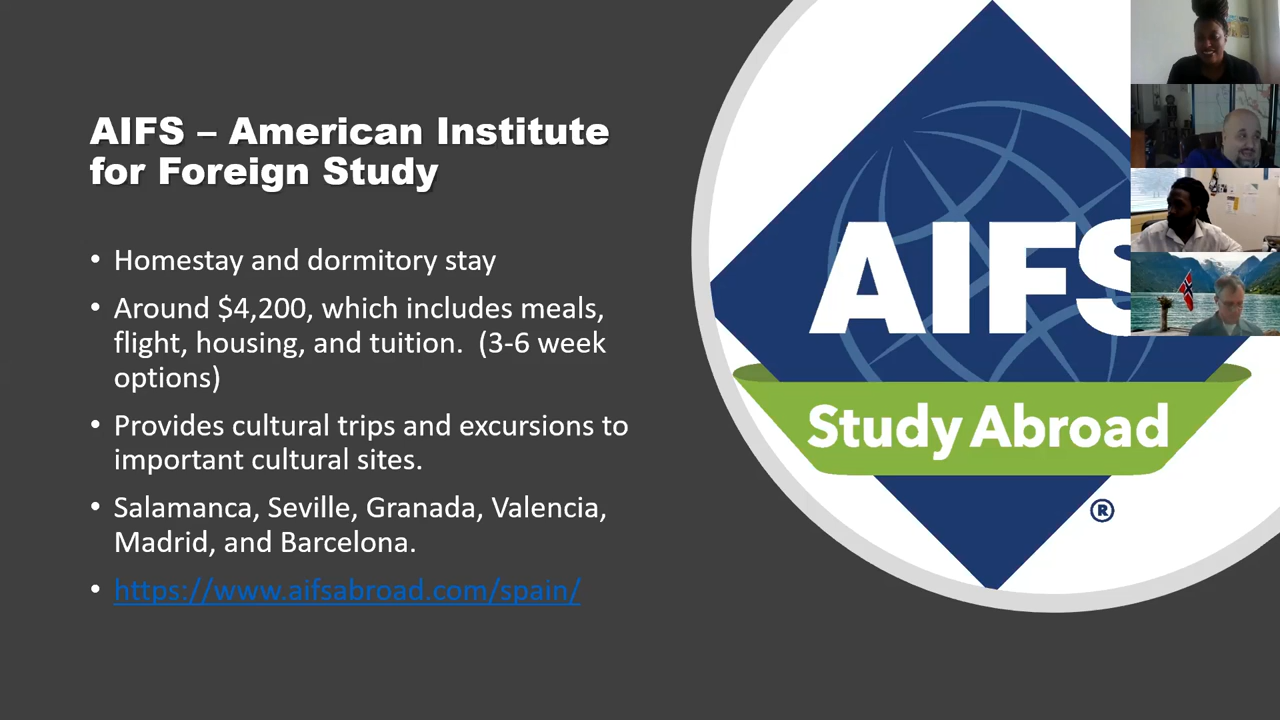 AIFS – American Institute
for Foreign Study
• Homestay and dormitory stay
• Around $4,200, which includes meals,
flight, housing, and tuition.  (3-6 week
options)
• Provides cultural trips and excursions to
important cultural sites.
• Salamanca, Seville, Granada, Valencia,
Madrid, and Barcelona.
• https://www.aifsabroad.com/spain/
AIFS
Study Abroad
®